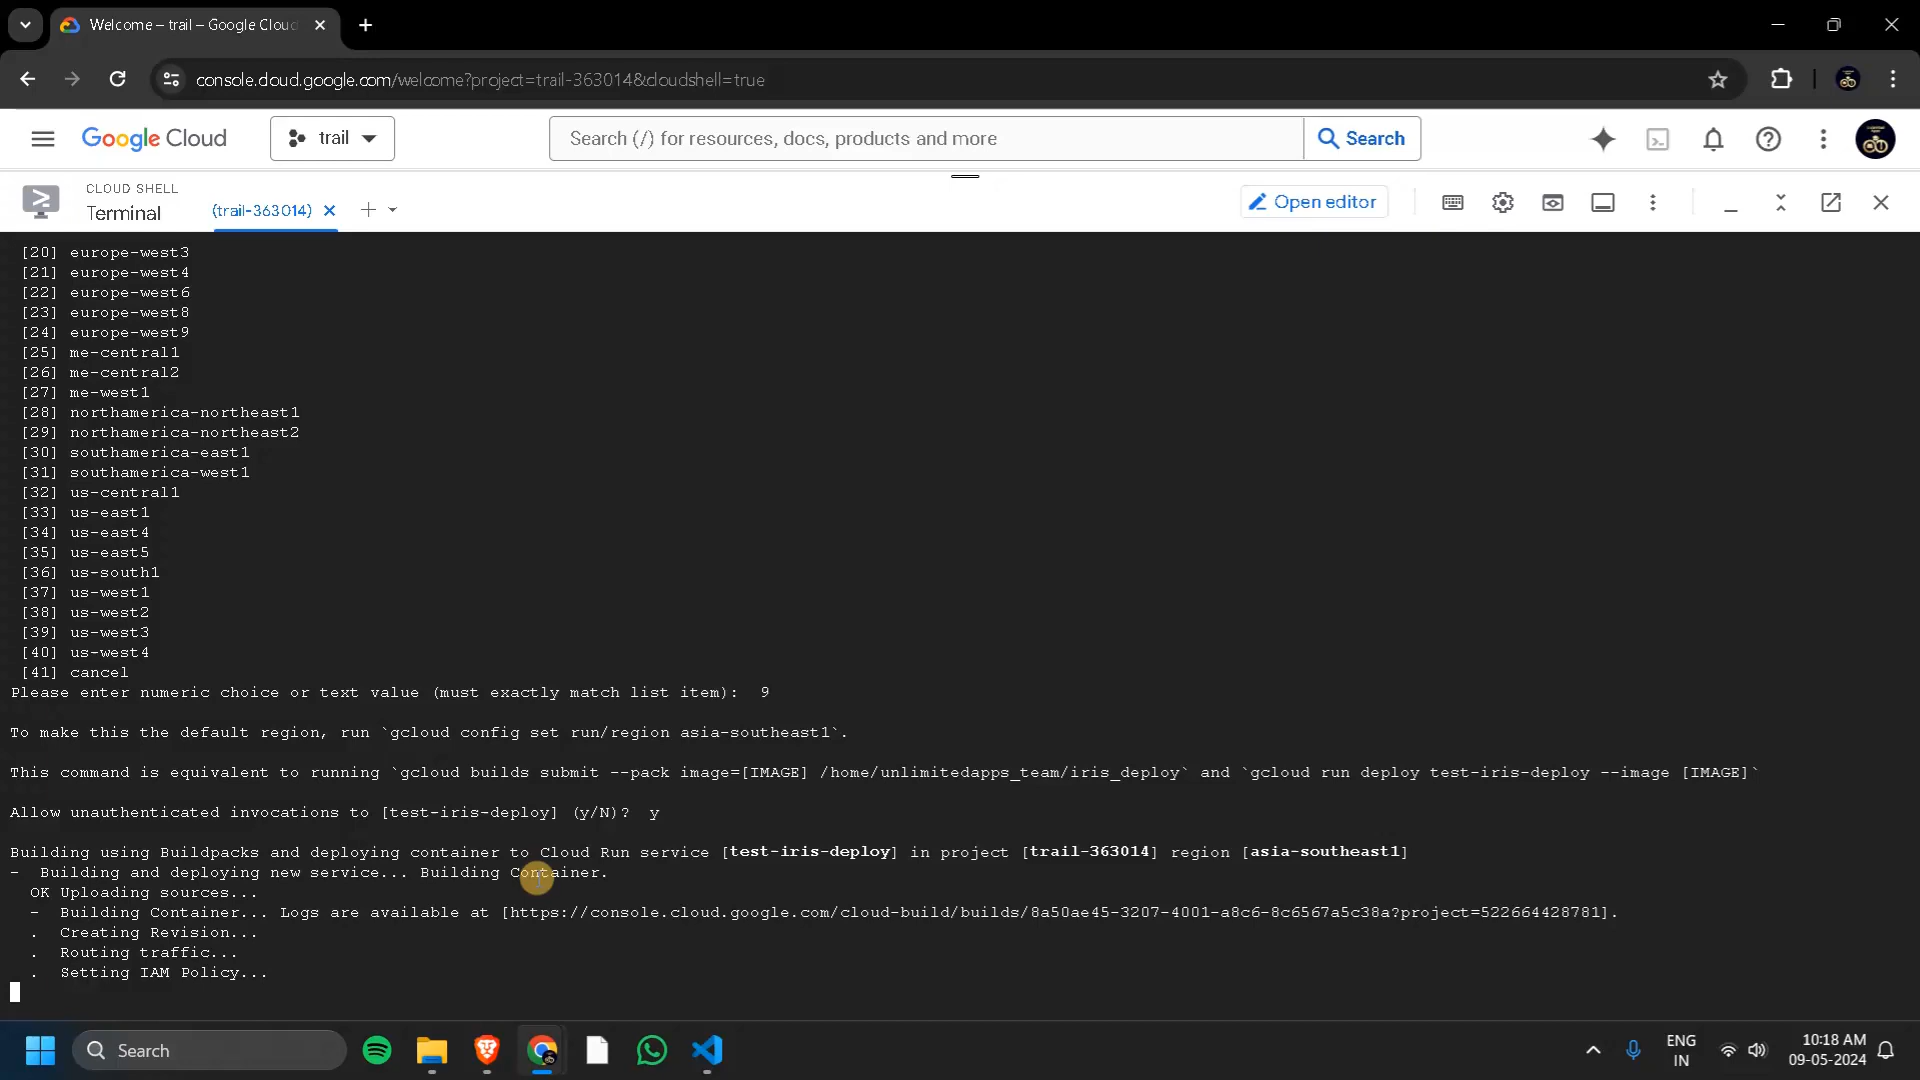 Welcome – trail – Google Cloud
console.cloud.google.com/welcome?project=trail-363014&cloudshell=true
Google Cloud
trail
Search (/) for resources, docs, products and more
Search
CLOUD SHELL
Terminal
(trail-363014)
Open editor
[20] europe-west3
[21] europe-west4
[22] europe-west6
[23] europe-west8
[24] europe-west9
[25] me-central1
[26] me-central2
[27] me-west1
[28] northamerica-northeast1
[29] northamerica-northeast2
[30] southamerica-east1
[31] southamerica-west1
[32] us-central1
[33] us-east1
[34] us-east4
[35] us-east5
[36] us-south1
[37] us-west1
[38] us-west2
[39] us-west3
[40] us-west4
[41] cancel
Please enter numeric choice or text value (must exactly match list item):  9
To make this the default region, run `gcloud config set run/region asia-southeast1`.
This command is equivalent to running `gcloud builds submit --pack image=[IMAGE] /home/unlimitedapps_team/iris_deploy` and `gcloud run deploy test-iris-deploy --image [IMAGE]`
Allow unauthenticated invocations to [test-iris-deploy] (y/N)?  y
Building using Buildpacks and deploying container to Cloud Run service [test-iris-deploy] in project [trail-363014] region [asia-southeast1]
-  Building and deploying new service... Building Container.
OK Uploading sources...
-  Building Container... Logs are available at [https://console.cloud.google.com/cloud-build/builds/8a50ae45-3207-4001-a8c6-8c6567a5c38a?project=522664428781].
.  Creating Revision...
.  Routing traffic...
.  Setting IAM Policy...
Search
ENG
IN
10:18 AM
09-05-2024